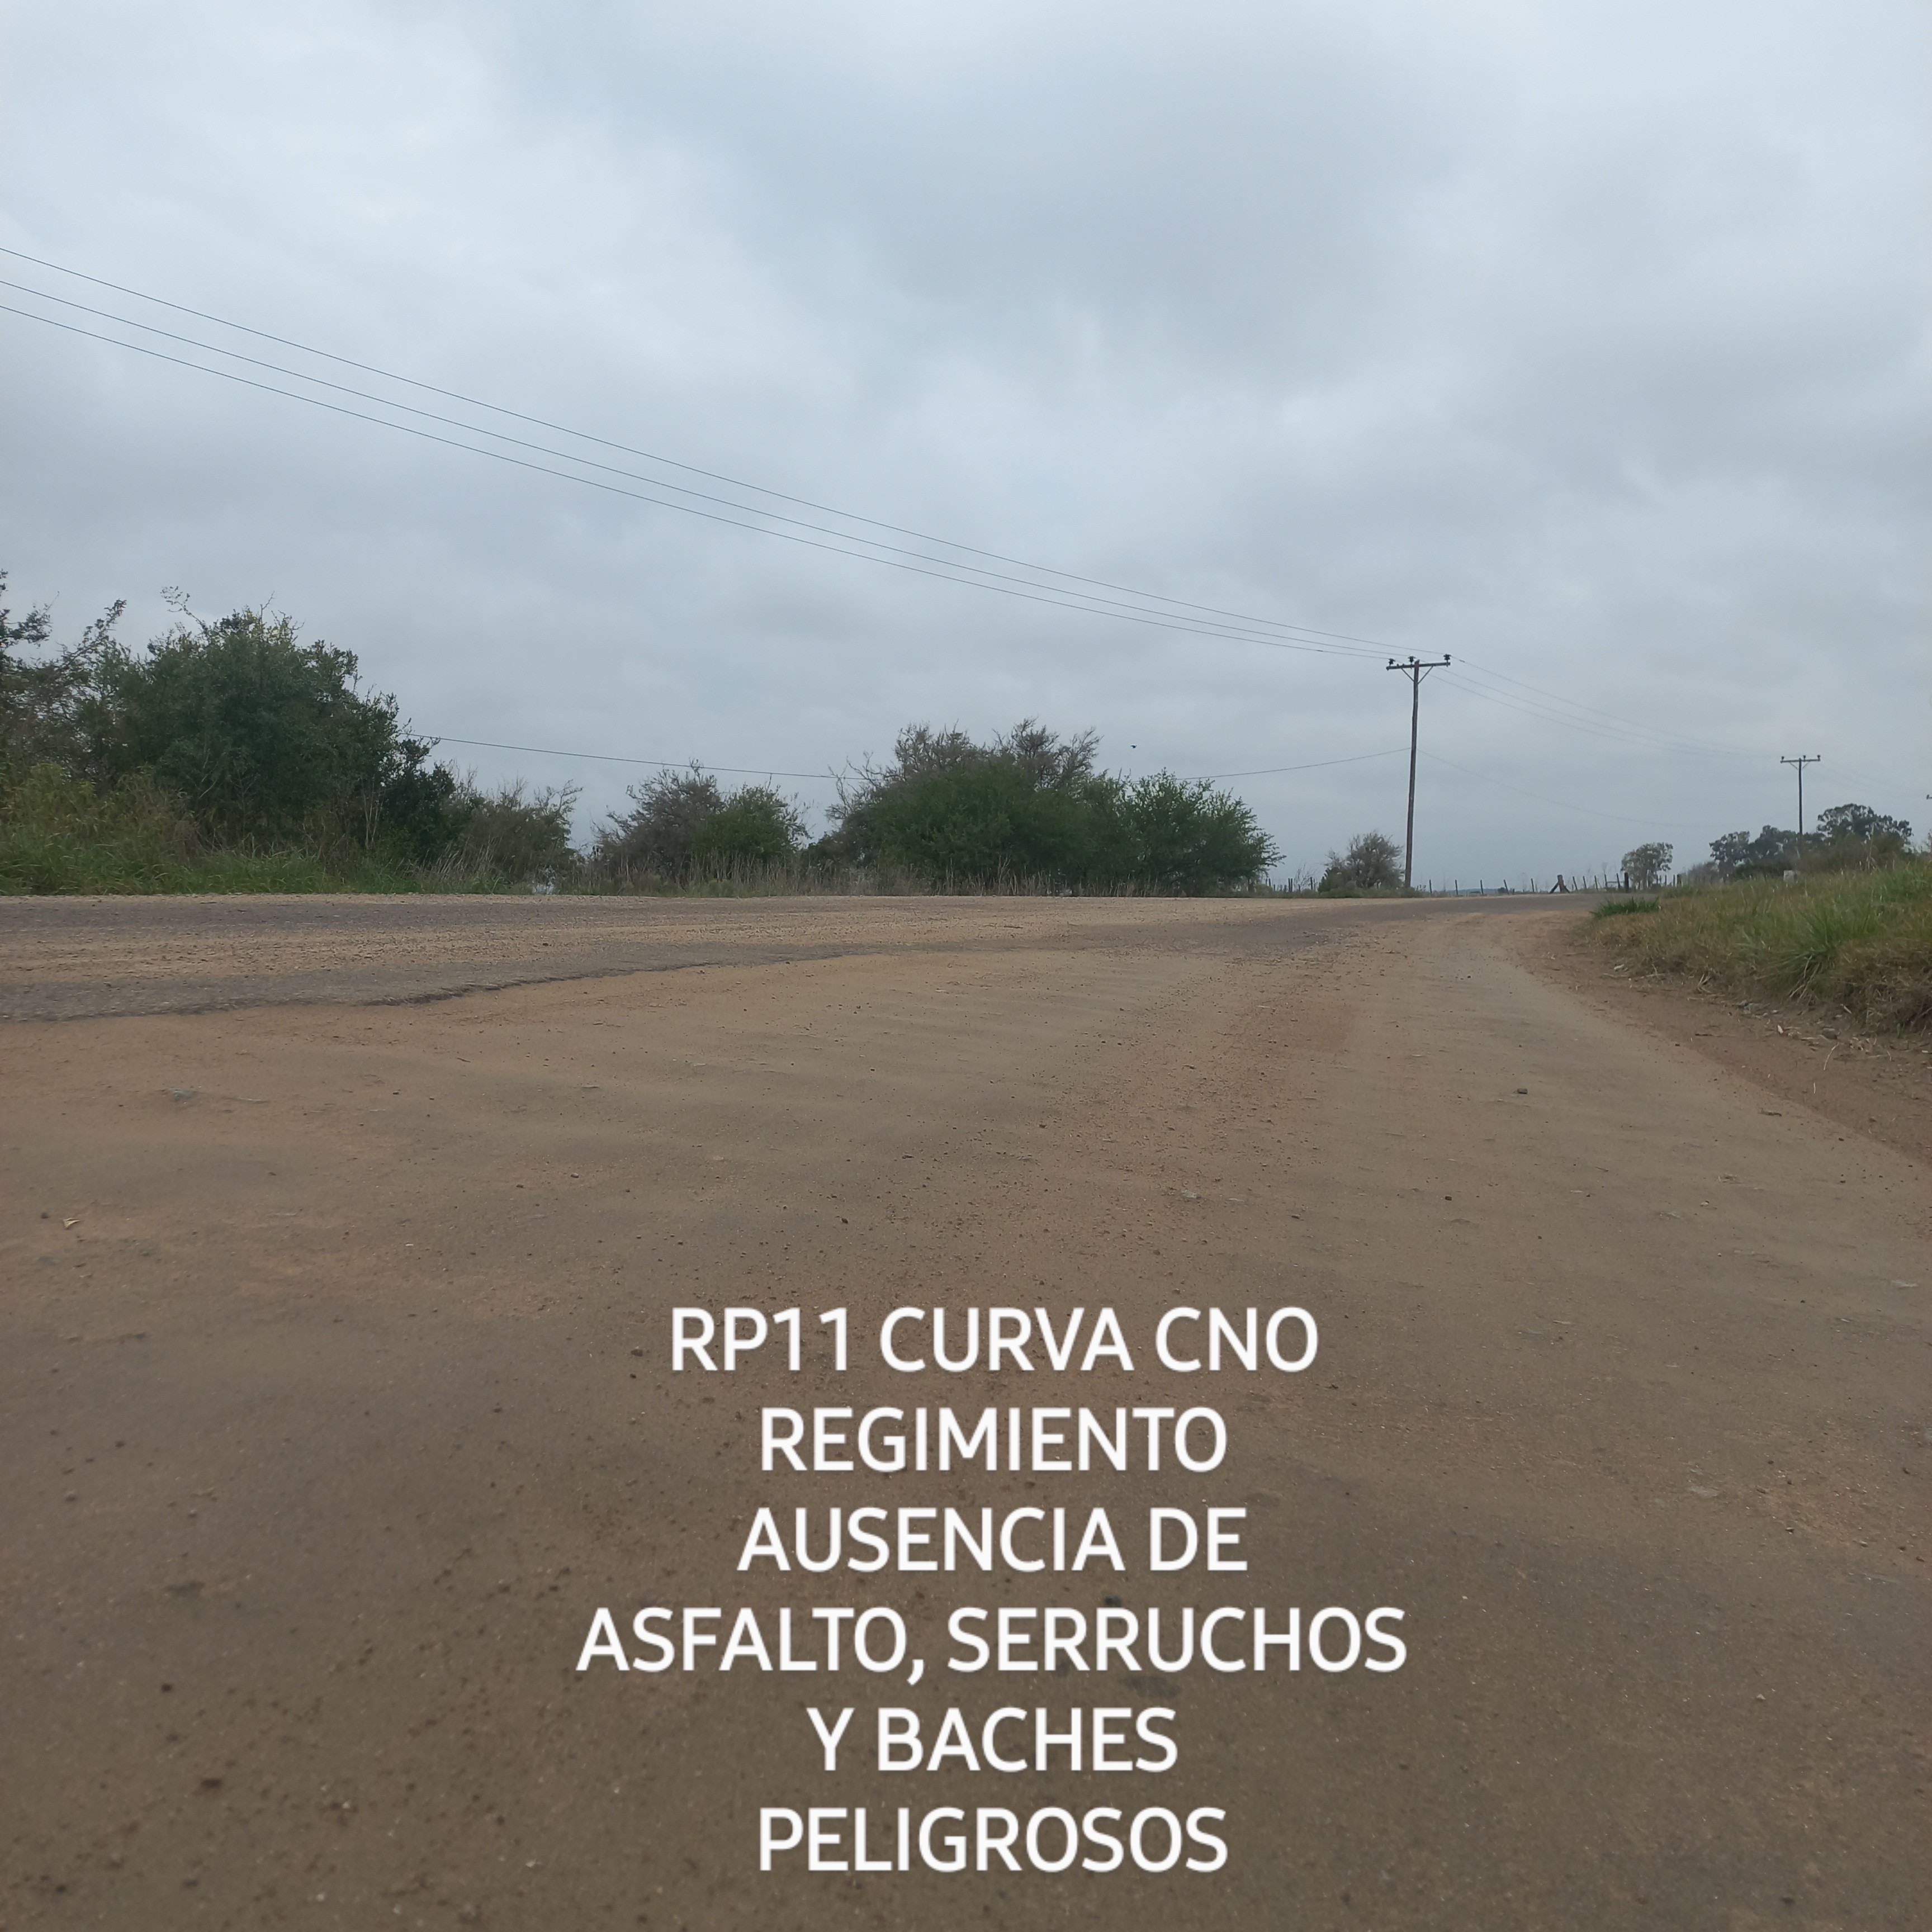 RP11 CURVA CNO
REGIMIENTO
AUSENCIA DE
ASFALTO, SERRUCHOS
Y BACHES
PELIGROSOS